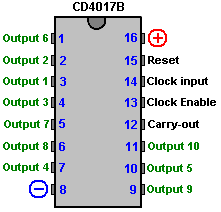 CD4017B
Output 6 1 16 +
Output 2 2 15 Reset
Output 1 3 14 Clock input
Output 3 4 13 Clock Enable
Output 7 5 12 Carry-out
Output 8 6 11 Output 10
Output 4 7 10 Output 5
− 8 9 Output 9